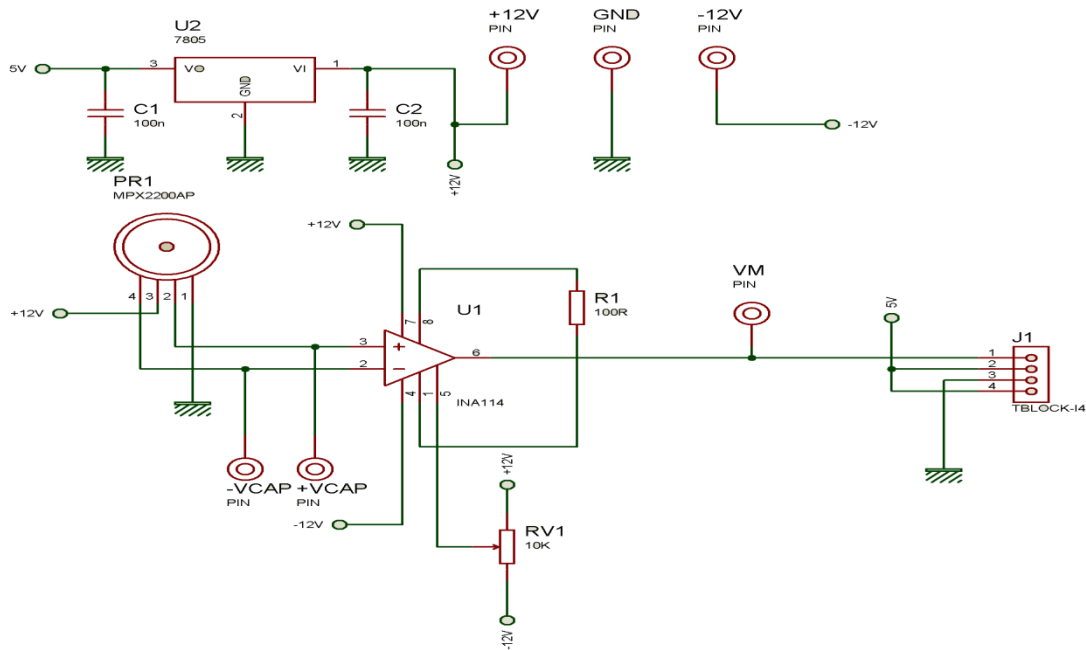 U2
7805
5V
3
VO
GND
VI
1
2
C1
100n
C2
100n
+12V
+12V
PIN
GND
PIN
-12V
PIN
-12V
PR1
MPX2200AP
4
3
2
1
+12V
+12V
7
8
U1
3
+
2
−
6
4
1
5
INA114
R1
100R
-VCAP
PIN
+VCAP
PIN
-12V
+12V
RV1
10K
-12V
VM
PIN
5V
J1
1
2
3
4
TBLOCK-I4